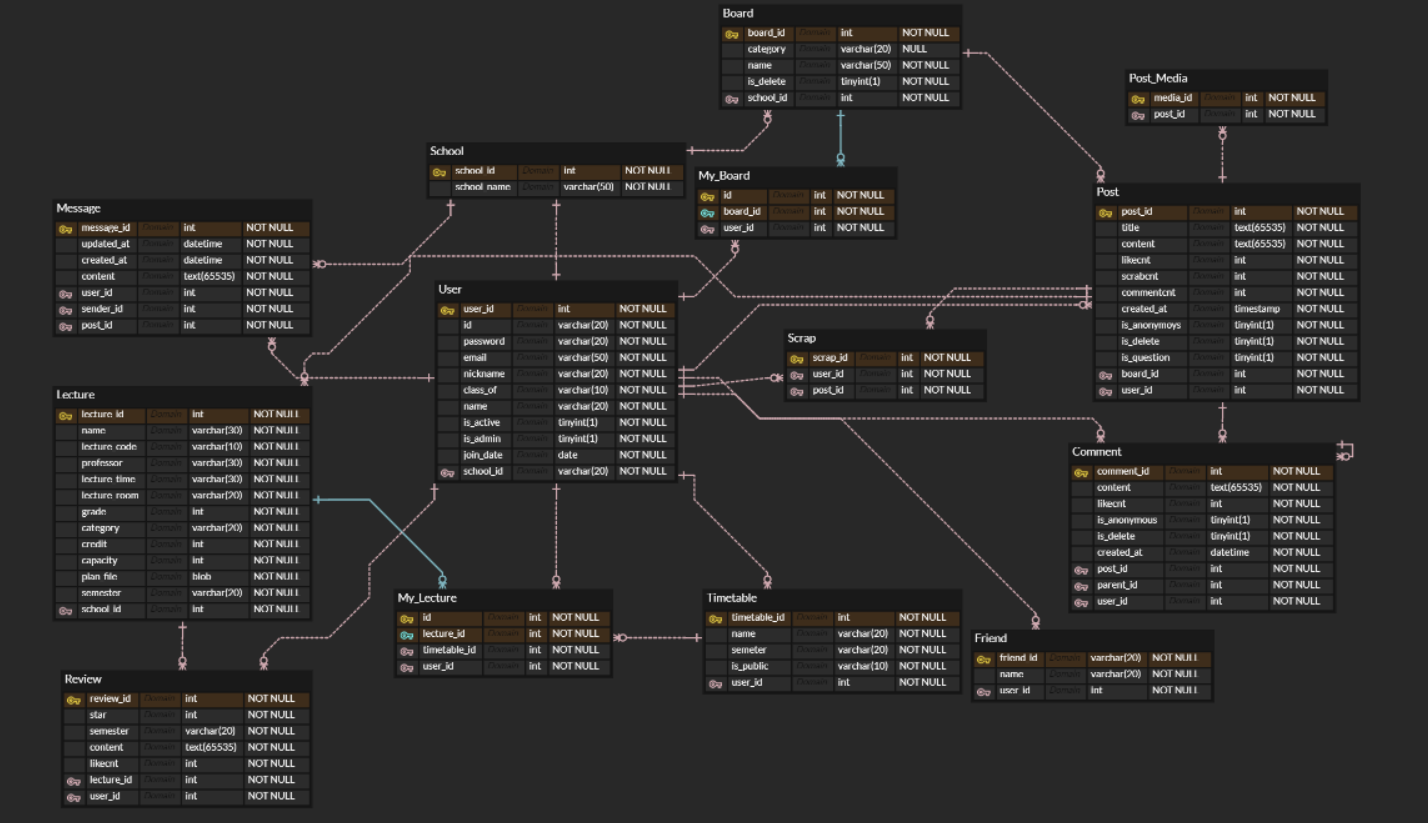 Board
board_id Domain int NOT NULL
category Domain varchar(20) NULL
name Domain varchar(50) NOT NULL
is_delete Domain tinyint(1) NOT NULL
school_id Domain int NOT NULL
Post_Media
media_id Domain int NOT NULL
post_id Domain int NOT NULL
School
school_id Domain int NOT NULL
school_name Domain varchar(50) NOT NULL
My_Board
id Domain int NOT NULL
board_id Domain int NOT NULL
user_id Domain int NOT NULL
Post
post_id Domain int NOT NULL
title Domain text(65535) NOT NULL
content Domain text(65535) NOT NULL
likecnt Domain int NOT NULL
scrabcnt Domain int NOT NULL
commentcnt Domain int NOT NULL
created_at Domain timestamp NOT NULL
is_anonymoys Domain tinyint(1) NOT NULL
is_delete Domain tinyint(1) NOT NULL
is_question Domain tinyint(1) NOT NULL
board_id Domain int NOT NULL
user_id Domain int NOT NULL
Message
message_id Domain int NOT NULL
updated_at Domain datetime NOT NULL
created_at Domain datetime NOT NULL
content Domain text(65535) NOT NULL
user_id Domain int NOT NULL
sender_id Domain int NOT NULL
post_id Domain int NOT NULL
User
user_id Domain int NOT NULL
id Domain varchar(20) NOT NULL
password Domain varchar(20) NOT NULL
email Domain varchar(50) NOT NULL
nickname Domain varchar(20) NOT NULL
class_of Domain varchar(10) NOT NULL
name Domain varchar(20) NOT NULL
is_active Domain tinyint(1) NOT NULL
is_admin Domain tinyint(1) NOT NULL
join_date Domain date NOT NULL
school_id Domain varchar(20) NOT NULL
Scrap
scrap_id Domain int NOT NULL
user_id Domain int NOT NULL
post_id Domain int NOT NULL
Lecture
lecture_id Domain int NOT NULL
name Domain varchar(30) NOT NULL
lecture_code Domain varchar(10) NOT NULL
professor Domain varchar(30) NOT NULL
lecture_time Domain varchar(30) NOT NULL
lecture_room Domain varchar(20) NOT NULL
grade Domain int NOT NULL
category Domain varchar(20) NOT NULL
credit Domain int NOT NULL
capacity Domain int NOT NULL
plan_file Domain blob NOT NULL
semester Domain varchar(20) NOT NULL
school_id Domain int NOT NULL
Comment
comment_id Domain int NOT NULL
content Domain text(65535) NOT NULL
likecnt Domain int NOT NULL
is_anonymous Domain tinyint(1) NOT NULL
is_delete Domain tinyint(1) NOT NULL
created_at Domain datetime NOT NULL
post_id Domain int NOT NULL
parent_id Domain int NOT NULL
user_id Domain int NOT NULL
My_Lecture
id Domain int NOT NULL
lecture_id Domain int NOT NULL
timetable_id Domain int NOT NULL
user_id Domain int NOT NULL
Timetable
timetable_id Domain int NOT NULL
name Domain varchar(20) NOT NULL
semeter Domain varchar(20) NOT NULL
is_public Domain varchar(10) NOT NULL
user_id Domain int NOT NULL
Friend
friend_id Domain varchar(20) NOT NULL
name Domain varchar(20) NOT NULL
user_id Domain int NOT NULL
Review
review_id Domain int NOT NULL
star Domain int NOT NULL
semester Domain varchar(20) NOT NULL
content Domain text(65535) NOT NULL
likecnt Domain int NOT NULL
lecture_id Domain int NOT NULL
user_id Domain int NOT NULL